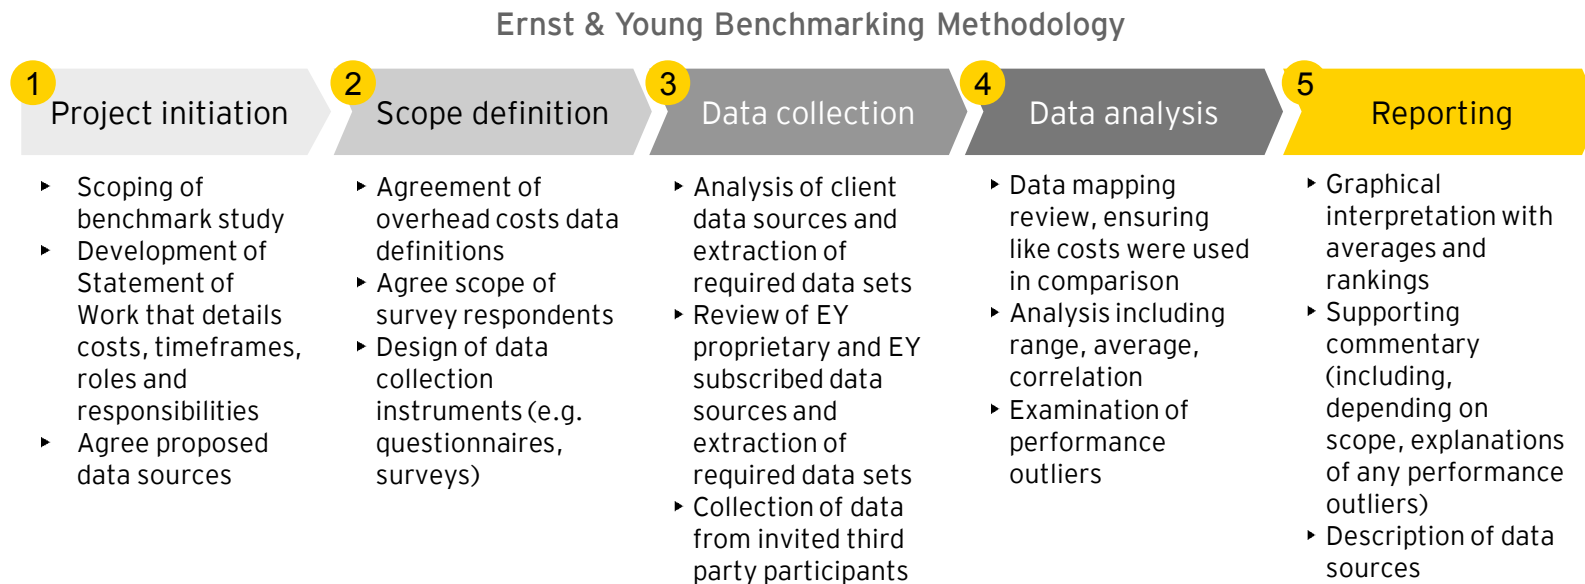 Ernst & Young Benchmarking Methodology
1
Project initiation
▸ Scoping of
benchmark study
▸ Development of
Statement of
Work that details
costs, timeframes,
roles and
responsibilities
▸ Agree proposed
data sources
2
Scope definition
▸ Agreement of
overhead costs data
definitions
▸ Agree scope of
survey respondents
▸ Design of data
collection
instruments (e.g.
questionnaires,
surveys)
3
Data collection
▸ Analysis of client
data sources and
extraction of
required data sets
▸ Review of EY
proprietary and EY
subscribed data
sources and
extraction of
required data sets
▸ Collection of data
from invited third
party participants
4
Data analysis
▸ Data mapping
review, ensuring
like costs were used
in comparison
▸ Analysis including
range, average,
correlation
▸ Examination of
performance
outliers
5
Reporting
▸ Graphical
interpretation with
averages and
rankings
▸ Supporting
commentary
(including,
depending on
scope, explanations
of any performance
outliers)
▸ Description of data
sources